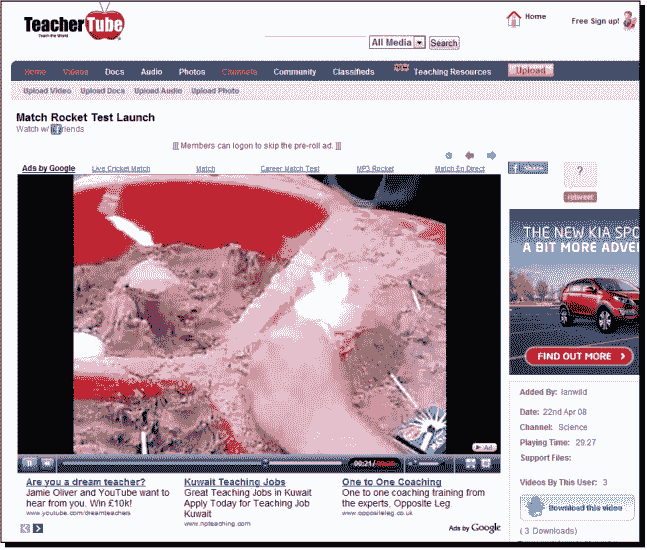 TeacherTube
Teach the World
Home
Free Sign up!
All Media
Search
Home Videos Docs Audio Photos Channels Community Classifieds NEW Teaching Resources Upload
Upload Video Upload Docs Upload Audio Upload Photo
Match Rocket Test Launch
Watch w/ friends
]]] Members can logon to skip the pre-roll ad. ]]]
Ads by Google Live Cricket Match Match Career Match Test MP3 Rocket Match En Direct
Share
?
retweet
THE NEW KIA SPO
A BIT MORE ADVE
FIND OUT MORE
Ad
00:21/
Are you a dream teacher?
Jamie Oliver and YouTube want to
hear from you. Win £10k!
www.youtube.com/dreamteachers
Kuwait Teaching Jobs
Great Teaching Jobs in Kuwait
Apply Today for Teaching Job
Kuwait
www.npteaching.com
One to One Coaching
One to one coaching training from
the experts, Opposite Leg.
www.oppositeleg.co.uk
Ads by Google
Added By: ianwild
Date: 22nd Apr 08
Channel: Science
Playing Time: 29:27
Support Files:
Videos By This User: 3
Download this video
( 3 Downloads)